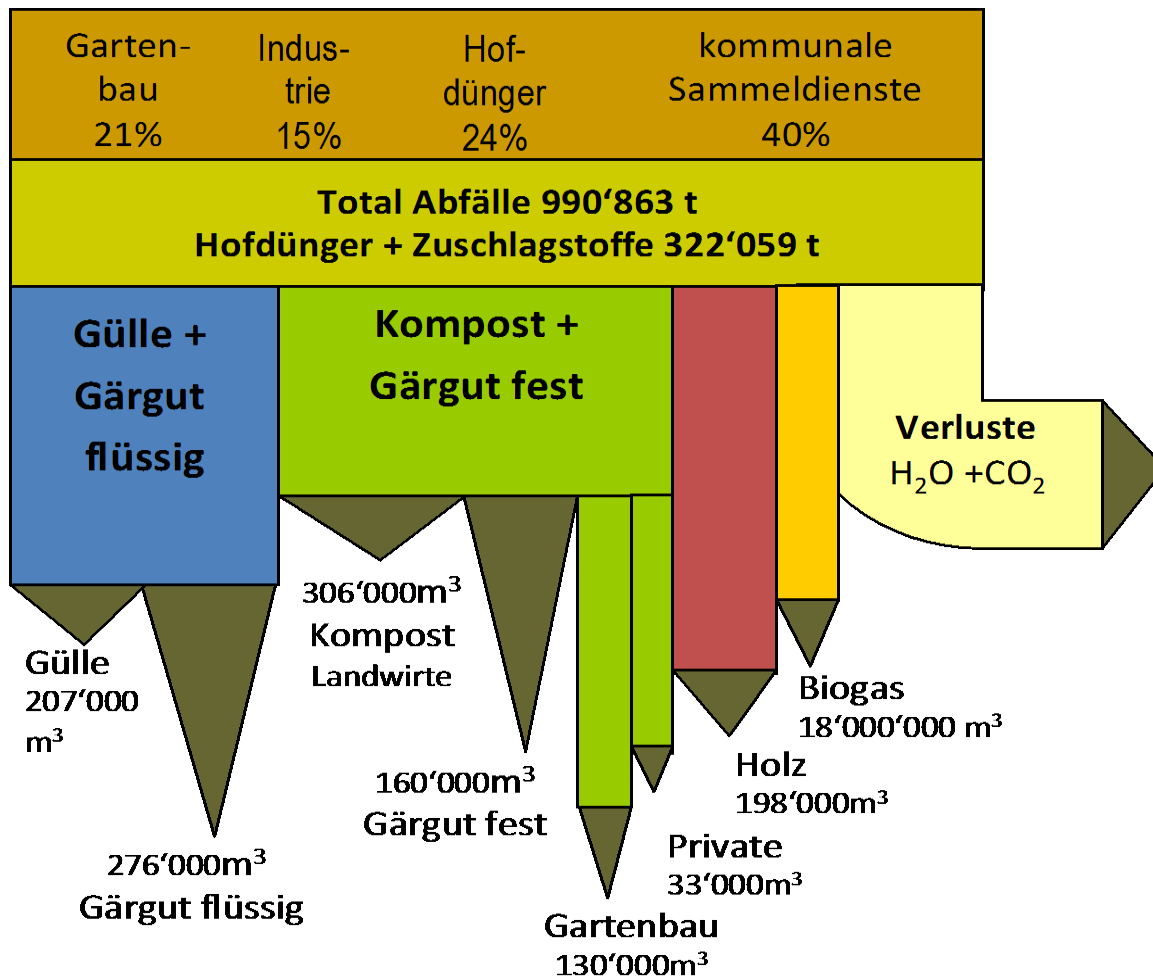 Garten-
bau
21%
Indus-
trie
15%
Hof-
dünger
24%
kommunale
Sammeldienste
40%
Total Abfälle 990‘863 t
Hofdünger + Zuschlagstoffe 322‘059 t
Gülle +
Gärgut
flüssig
Kompost +
Gärgut fest
Verluste
H₂O +CO₂
Gülle
207‘000
m³
276‘000m³
Gärgut flüssig
306‘000m³
Kompost
Landwirte
160‘000m³
Gärgut fest
Gartenbau
130‘000m³
Private
33‘000m³
Holz
198‘000m³
Biogas
18‘000‘000 m³